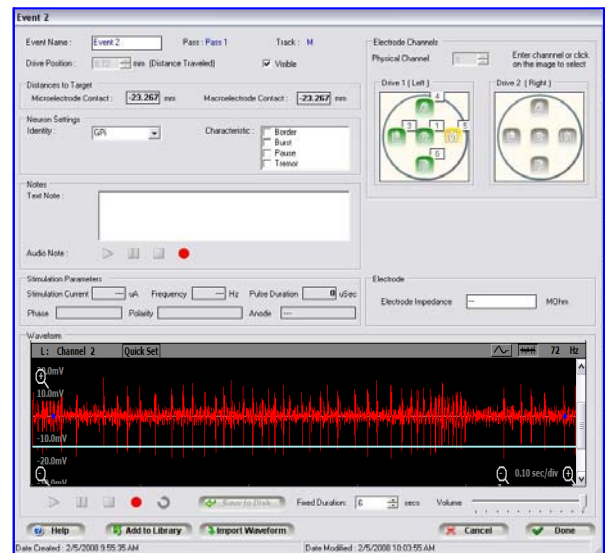 Event 2
Event Name : Event 2 Pass : Pass 1 Track : M
Drive Position : mm (Distance Traveled) Visible
Distances to Target
Microelectrode Contact : -23.267 mm Macroelectrode Contact : -23.267 mm
Neuron Settings
Identity : GPi Characteristic : Border
Burst
Pause
Tremor
Notes
Text Note :
Audio Note :
Stimulation Parameters
Stimulation Current --- uA Frequency --- Hz Pulse Duration 0 uSec
Phase Polarity Anode ---
Electrode Channels
Physical Channel Enter channnel or click
on the image to select
Drive 1 ( Left ) Drive 2 ( Right )
4
3 1 5
6
Electrode
Electrode Impedance -- MOhm
Waveform
L: Channel 2 Quick Set 72 Hz
10.0mV
-10.0mV
-20.0mV
0.10 sec/div
Save to Disk Fixed Duration: 6 secs Volume
Help Add to Library Import Waveform Cancel Done
Date Created : 2/5/2008 9:55:35 AM Date Modified : 2/5/2008 10:03:55 AM